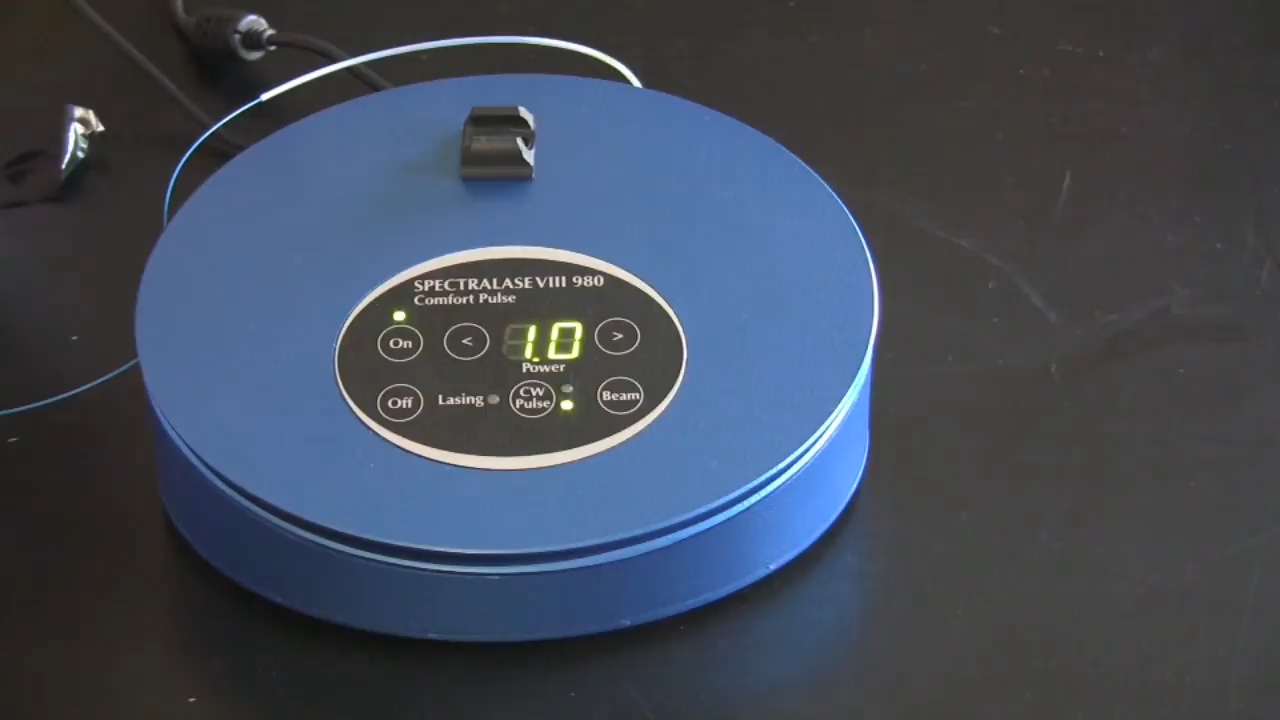 SPECTRALASE VIII 980
Comfort Pulse
On < 1.0 >
Power
Off Lasing CW Pulse Beam